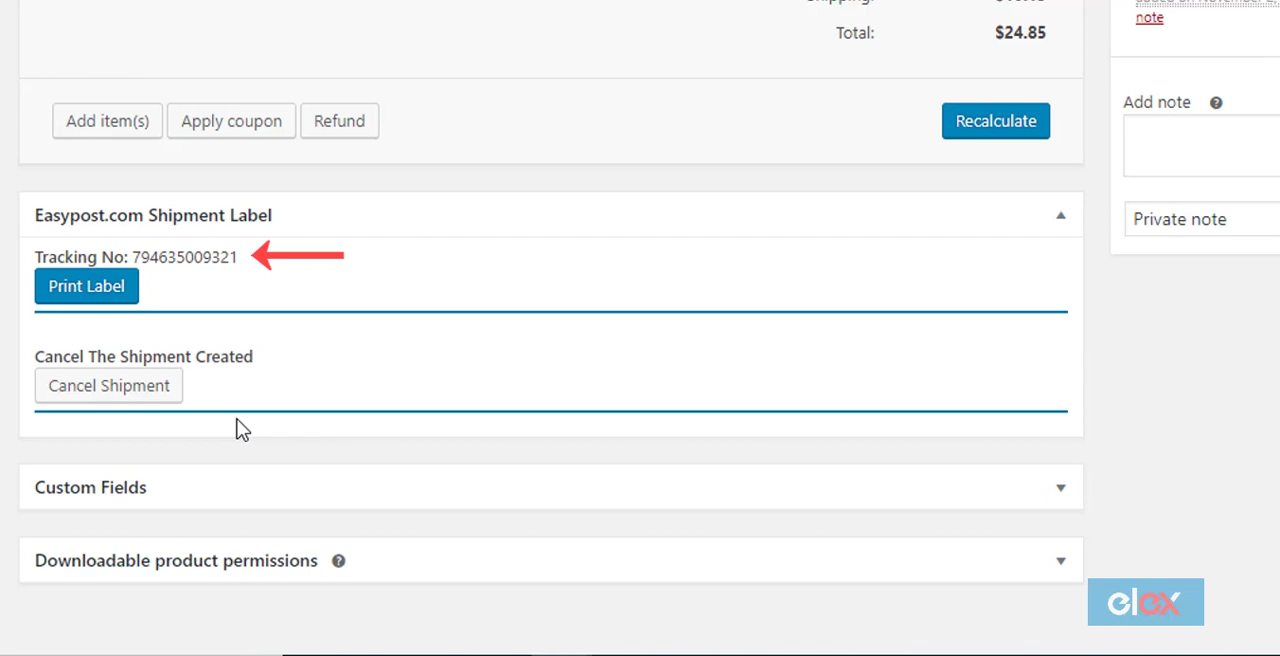 note
Total: $24.85
Add note
Add item(s) Apply coupon Refund Recalculate
Easypost.com Shipment Label
Private note
Tracking No: 794635009321
Print Label
Cancel The Shipment Created
Cancel Shipment
Custom Fields
Downloadable product permissions
elex